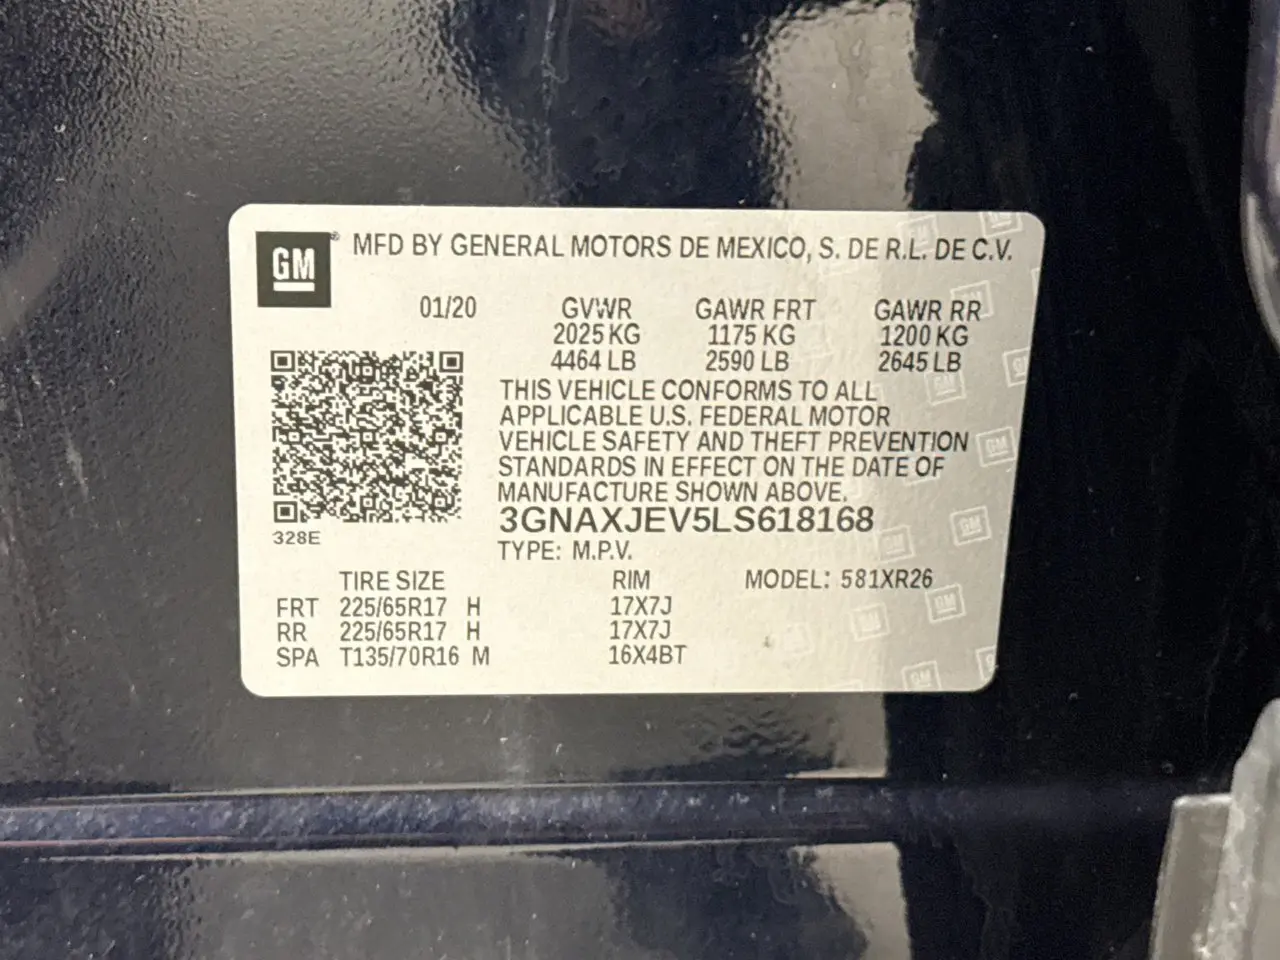 GM® MFD BY GENERAL MOTORS DE MEXICO, S. DE R.L. DE C.V.
01/20 GVWR GAWR FRT GAWR RR
2025 KG 1175 KG 1200 KG
4464 LB 2590 LB 2645 LB
THIS VEHICLE CONFORMS TO ALL
APPLICABLE U.S. FEDERAL MOTOR
VEHICLE SAFETY AND THEFT PREVENTION
STANDARDS IN EFFECT ON THE DATE OF
MANUFACTURE SHOWN ABOVE.
3GNAXJEV5LS618168
328E
TYPE: M.P.V.
TIRE SIZE RIM MODEL: 581XR26
FRT 225/65R17 H 17X7J
RR 225/65R17 H 17X7J
SPA T135/70R16 M 16X4BT